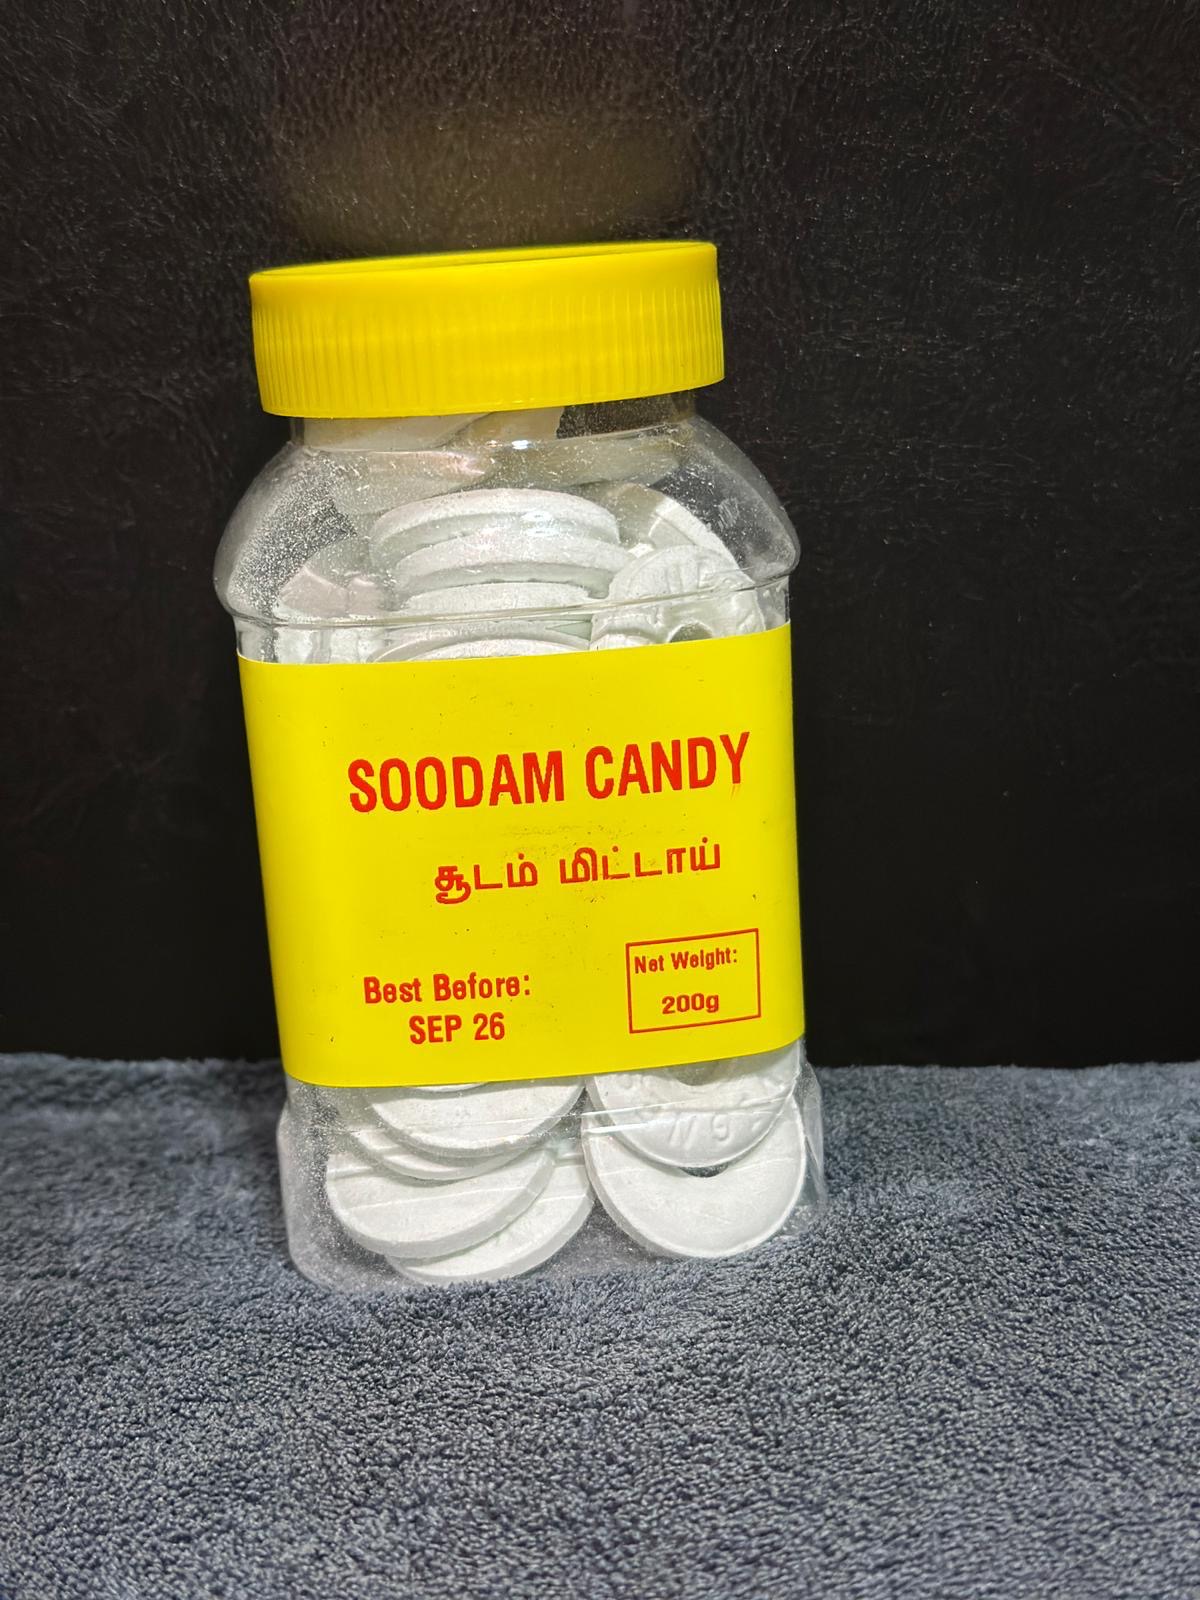 SOODAM CANDY
சூடம் மிட்டாய்
Best Before:
SEP 26
Net Weight:
200g